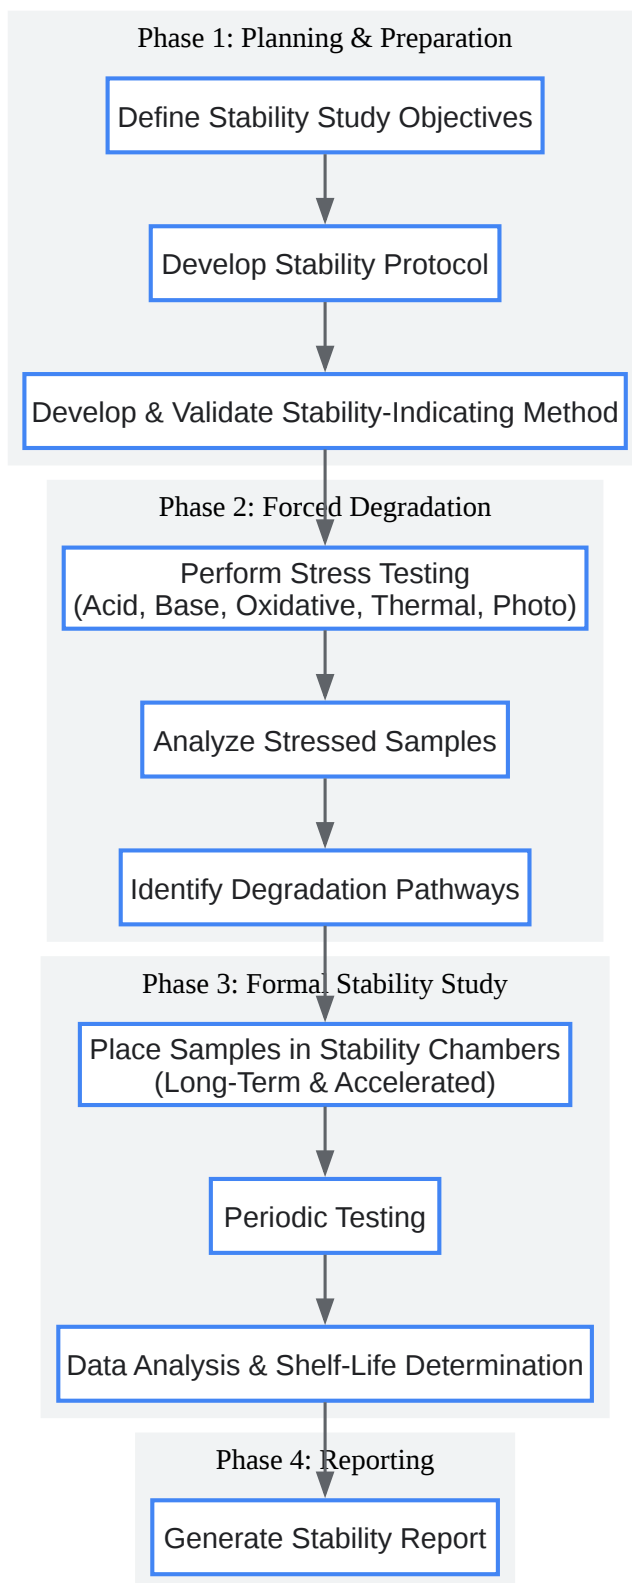 Phase 1: Planning & Preparation
Define Stability Study Objectives
Develop Stability Protocol
Develop & Validate Stability-Indicating Method
Phase 2: Forced Degradation
Perform Stress Testing
(Acid, Base, Oxidative, Thermal, Photo)
Analyze Stressed Samples
Identify Degradation Pathways
Phase 3: Formal Stability Study
Place Samples in Stability Chambers
(Long-Term & Accelerated)
Periodic Testing
Data Analysis & Shelf-Life Determination
Phase 4: Reporting
Generate Stability Report